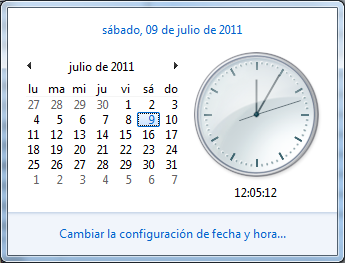 sábado, 09 de julio de 2011
julio de 2011
lu ma mi ju vi sá do
27 28 29 30 1 2 3
4 5 6 7 8 9 10
11 12 13 14 15 16 17
18 19 20 21 22 23 24
25 26 27 28 29 30 31
1 2 3 4 5 6 7
12:05:12
Cambiar la configuración de fecha y hora...